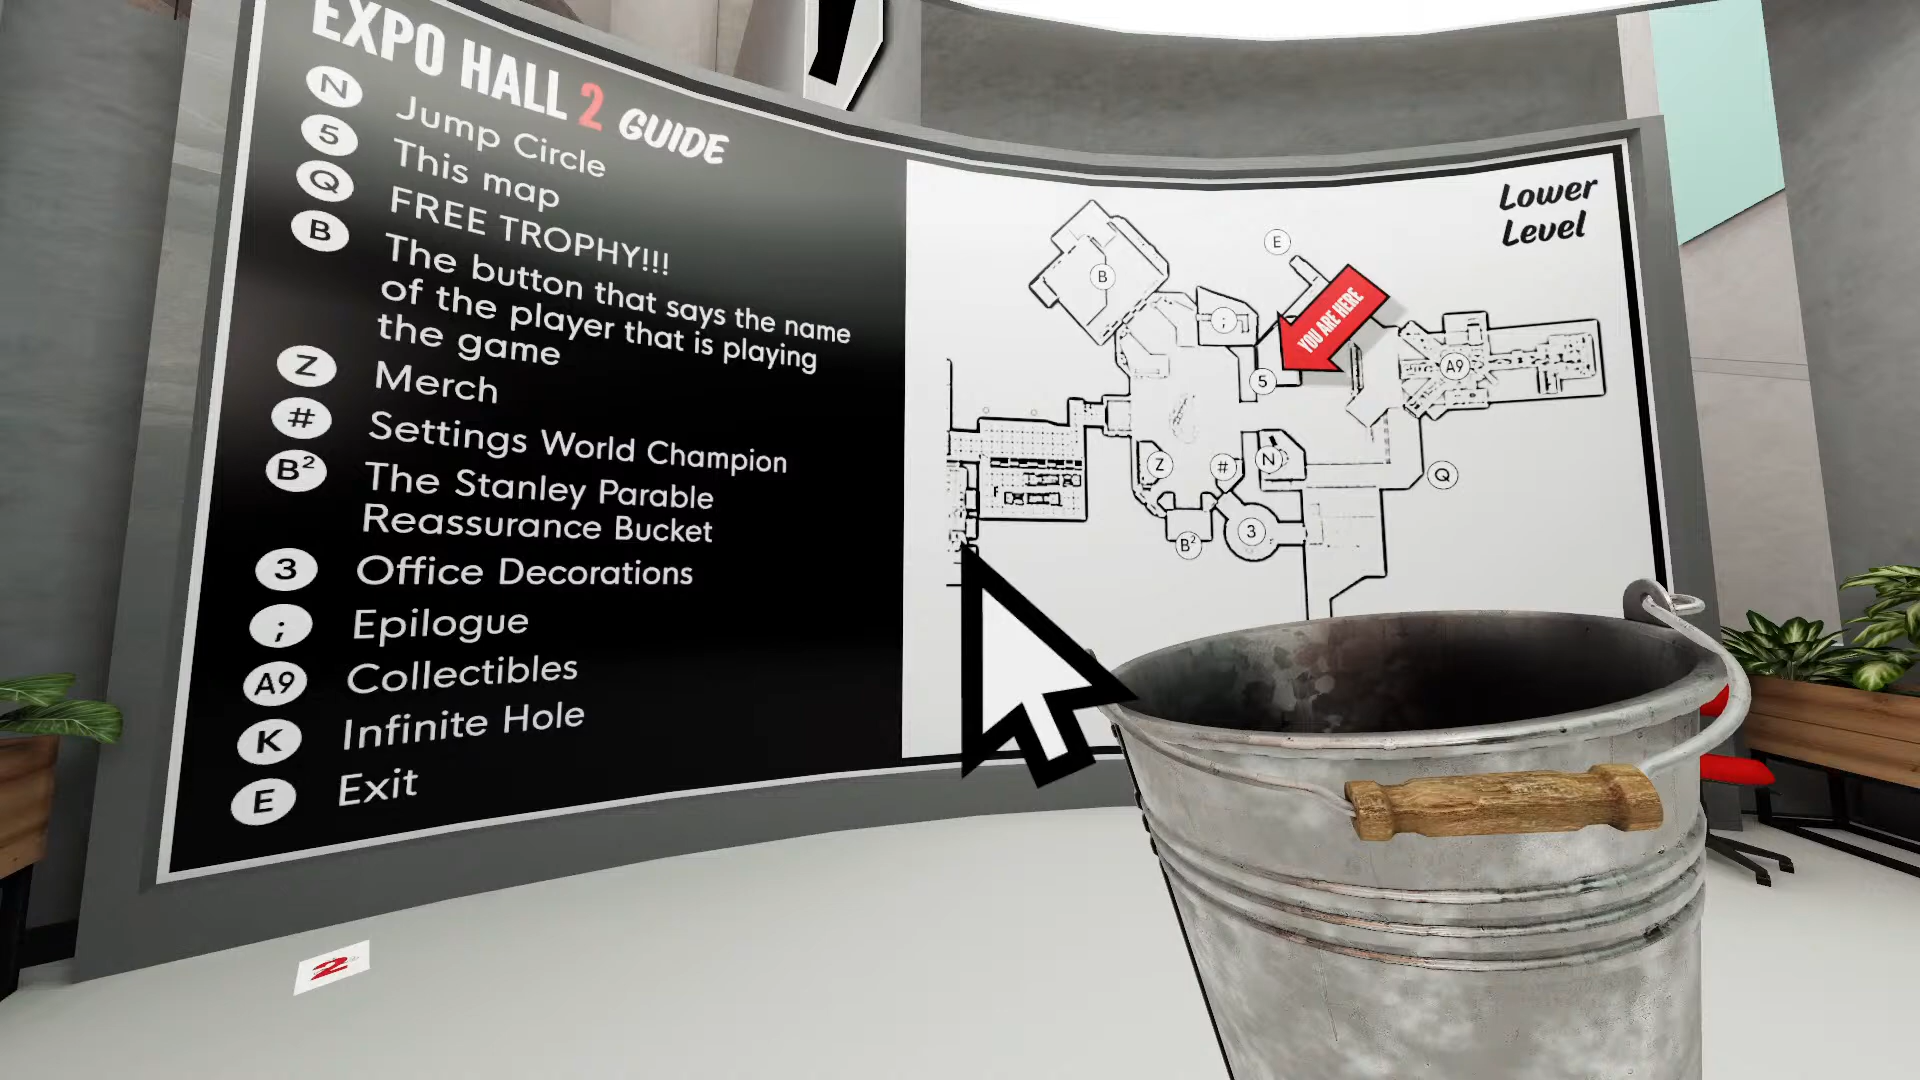 EXPO HALL 2 GUIDE
N Jump Circle
5 This map
Q FREE TROPHY!!!
B The button that says the name
of the player that is playing
the game
Z Merch
# Settings World Champion
B² The Stanley Parable
Reassurance Bucket
3 Office Decorations
; Epilogue
A9 Collectibles
K Infinite Hole
E Exit
Lower
Level
E
B
;
YOU ARE HERE
5
A9
Z
#
N
Q
F
B²
3
2